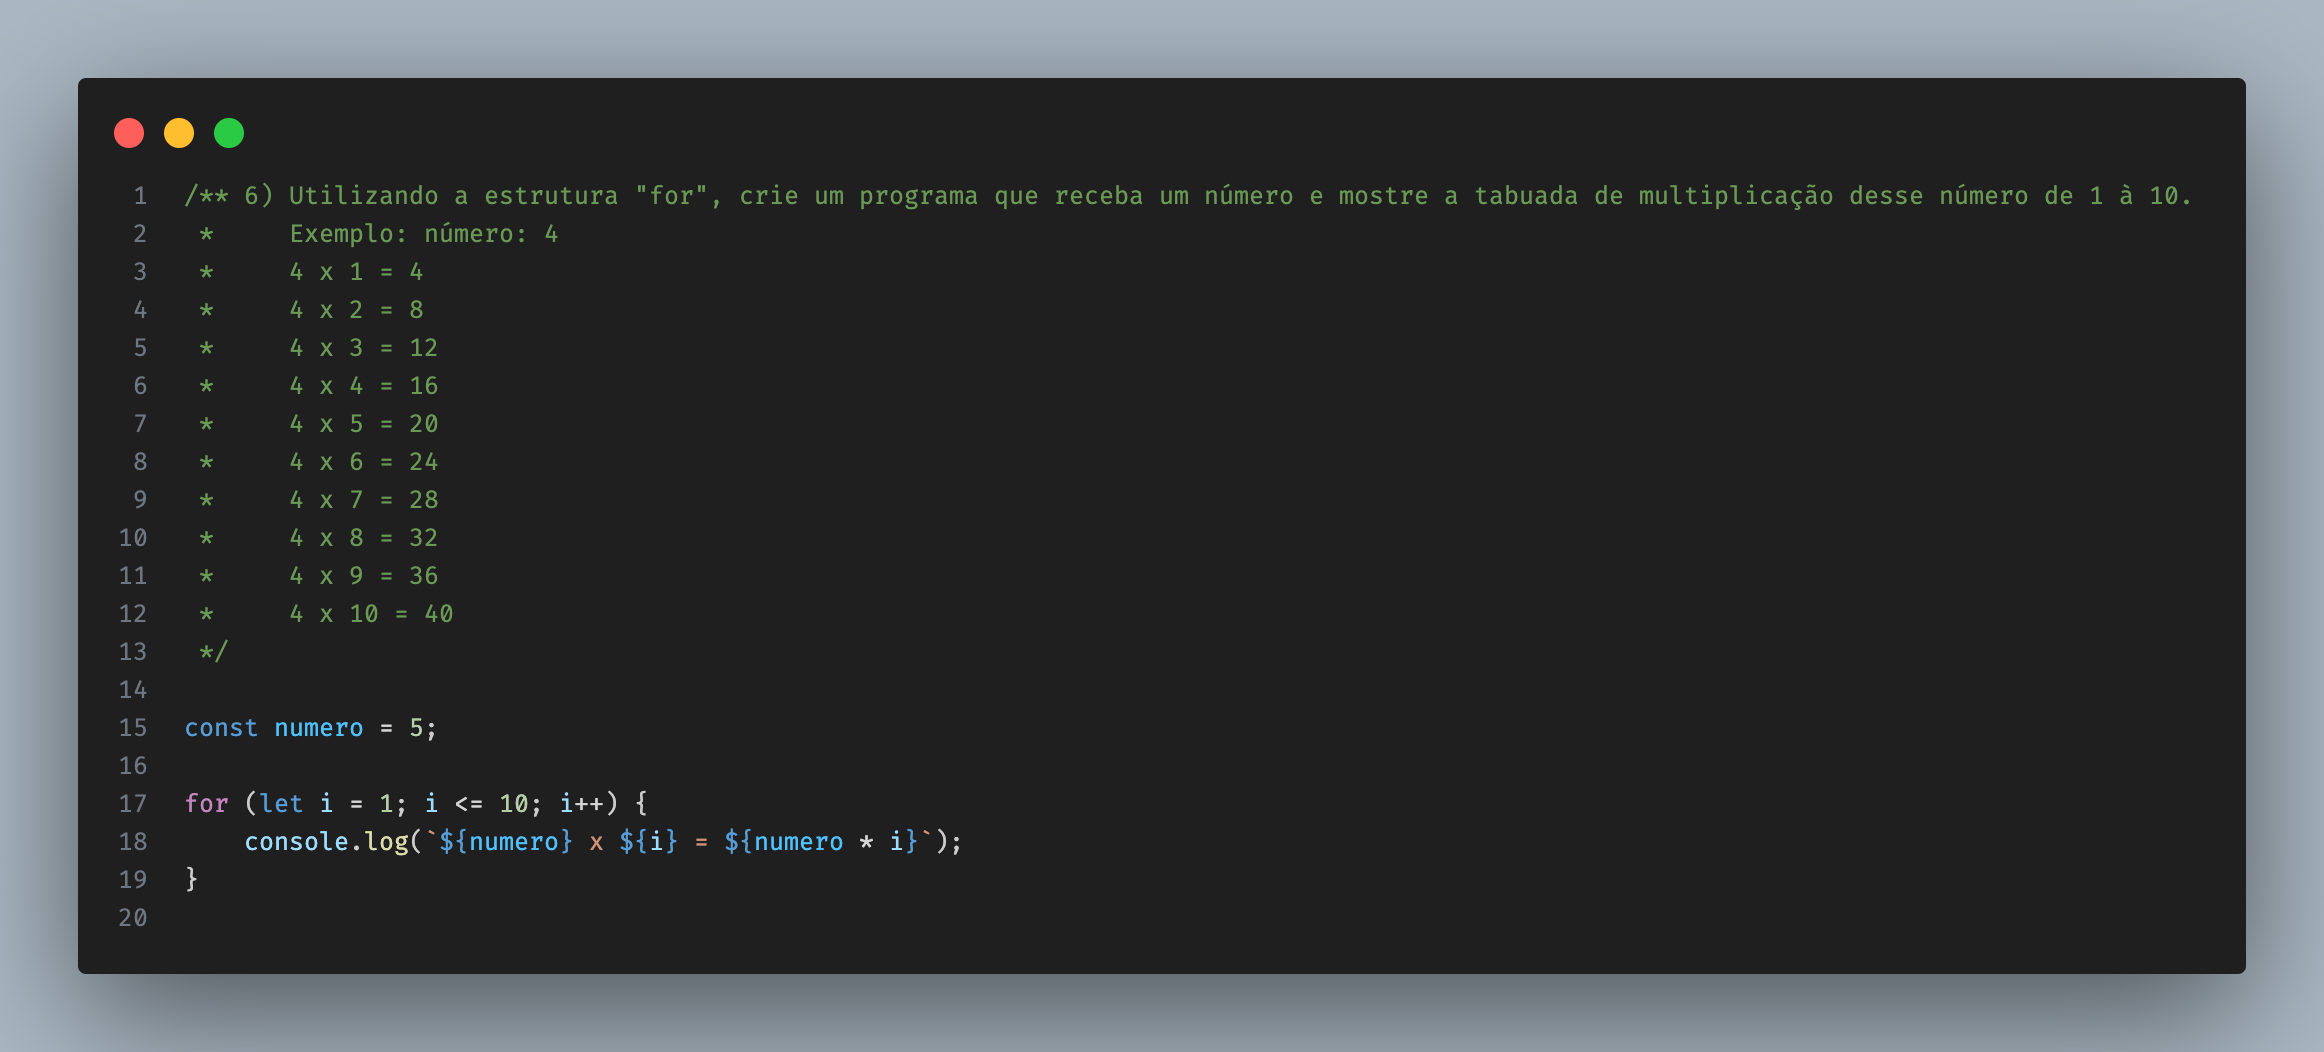 1 /** 6) Utilizando a estrutura "for", crie um programa que receba um número e mostre a tabuada de multiplicação desse número de 1 à 10.
2  *     Exemplo: número: 4
3  *     4 x 1 = 4
4  *     4 x 2 = 8
5  *     4 x 3 = 12
6  *     4 x 4 = 16
7  *     4 x 5 = 20
8  *     4 x 6 = 24
9  *     4 x 7 = 28
10  *     4 x 8 = 32
11  *     4 x 9 = 36
12  *     4 x 10 = 40
13  */
14
15 const numero = 5;
16
17 for (let i = 1; i <= 10; i++) {
18     console.log(`${numero} x ${i} = ${numero * i}`);
19 }
20